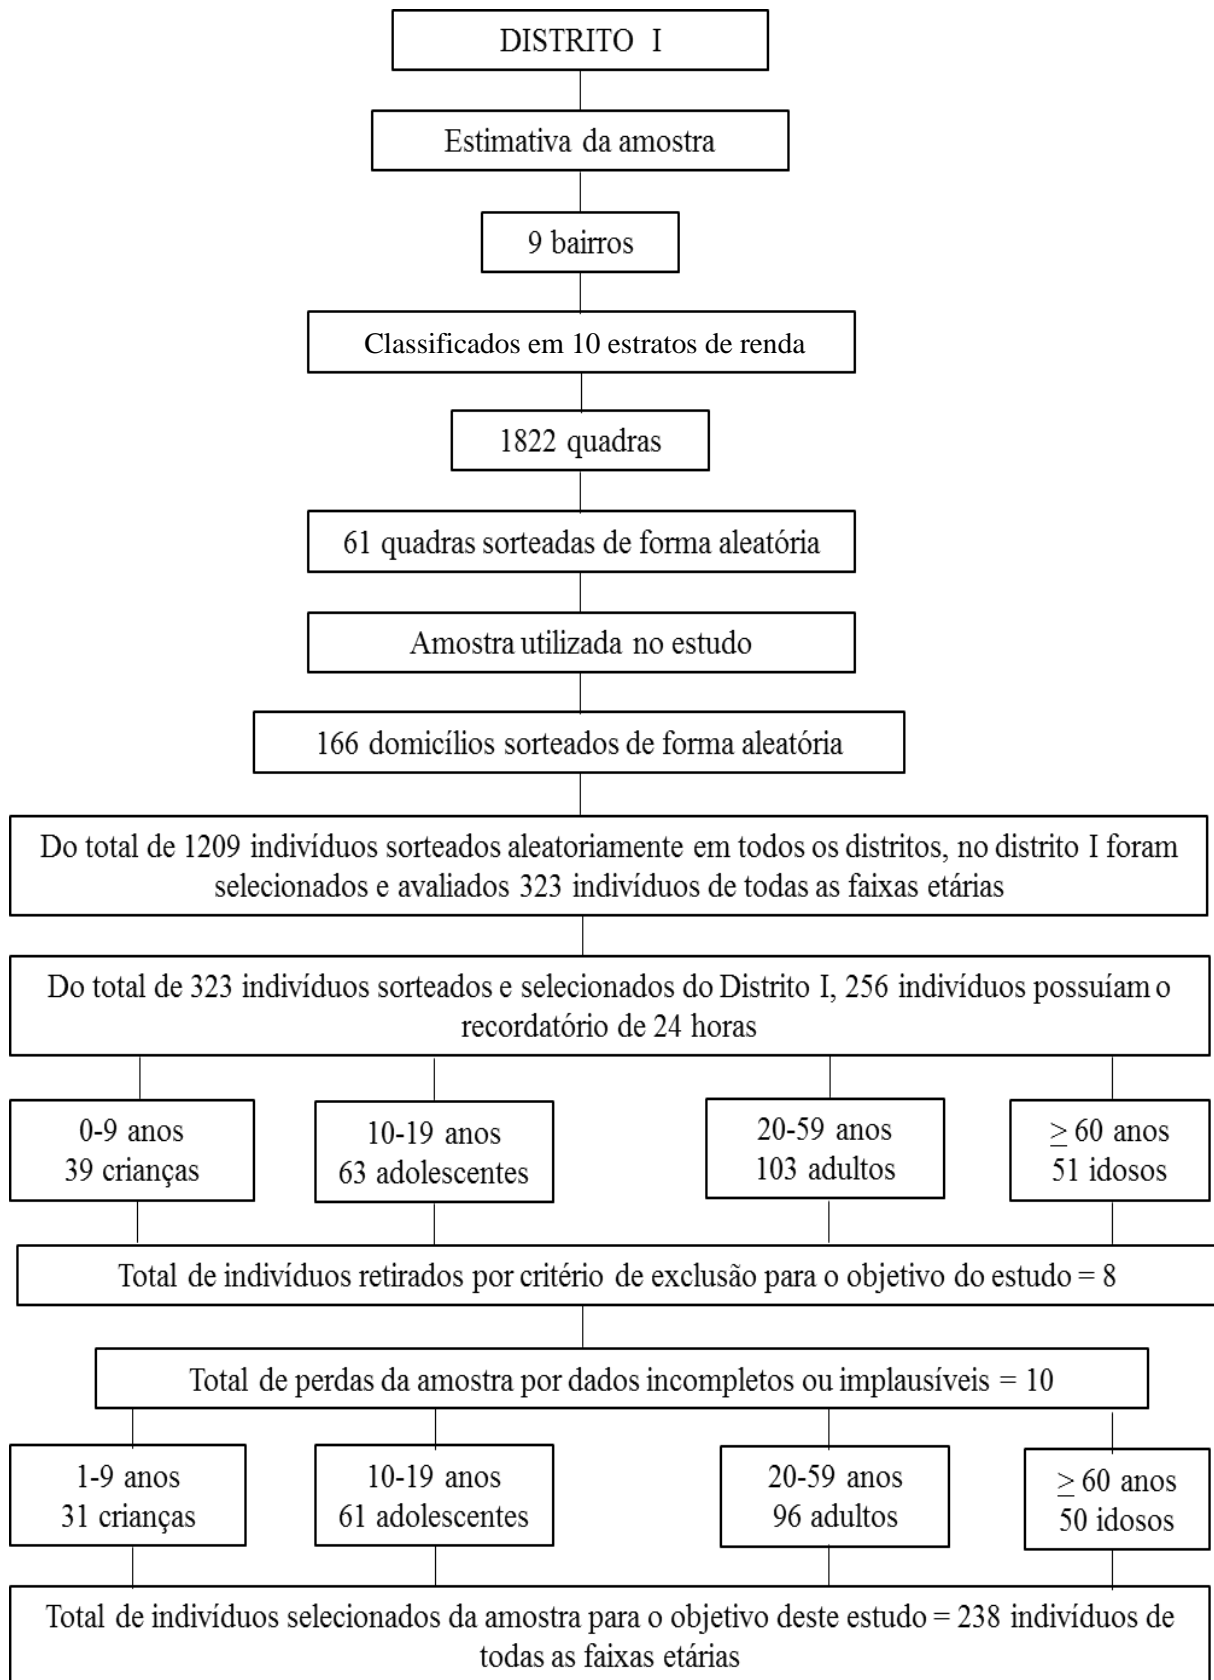 DISTRITO I
Estimativa da amostra
9 bairros
Classificados em 10 estratos de renda
1822 quadras
61 quadras sorteadas de forma aleatória
Amostra utilizada no estudo
166 domicílios sorteados de forma aleatória
Do total de 1209 indivíduos sorteados aleatoriamente em todos os distritos, no distrito I foram
selecionados e avaliados 323 indivíduos de todas as faixas etárias
Do total de 323 indivíduos sorteados e selecionados do Distrito I, 256 indivíduos possuíam o
recordatório de 24 horas
0-9 anos
39 crianças
10-19 anos
63 adolescentes
20-59 anos
103 adultos
≥ 60 anos
51 idosos
Total de indivíduos retirados por critério de exclusão para o objetivo do estudo = 8
Total de perdas da amostra por dados incompletos ou implausíveis = 10
1-9 anos
31 crianças
10-19 anos
61 adolescentes
20-59 anos
96 adultos
≥ 60 anos
50 idosos
Total de indivíduos selecionados da amostra para o objetivo deste estudo = 238 indivíduos de
todas as faixas etárias